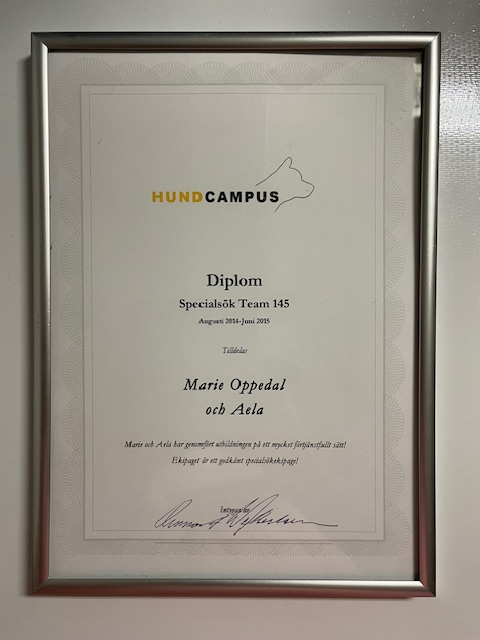 HUNDCAMPUS
Diplom
Specialsök Team 145
Augusti 2014-Juni 2015
Tilldelas
Marie Oppedal
och Aela
Marie och Aela har genomfört utbildningen på ett mycket förtjänstfullt sätt!
Ekipaget är ett godkänt specialsökekipage!
Intygas av